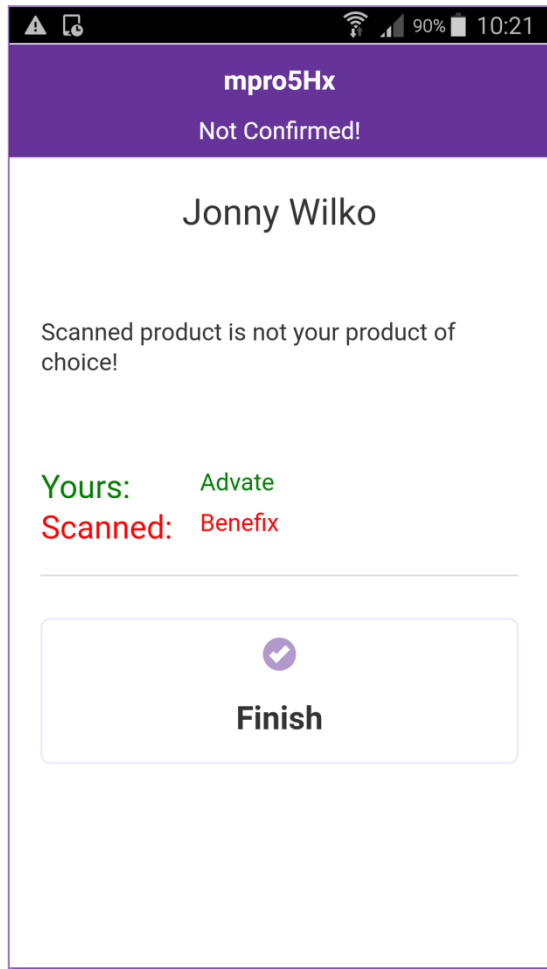 90% 10:21
mpro5Hx
Not Confirmed!
Jonny Wilko
Scanned product is not your product of
choice!
Yours: Advate
Scanned: Benefix
Finish